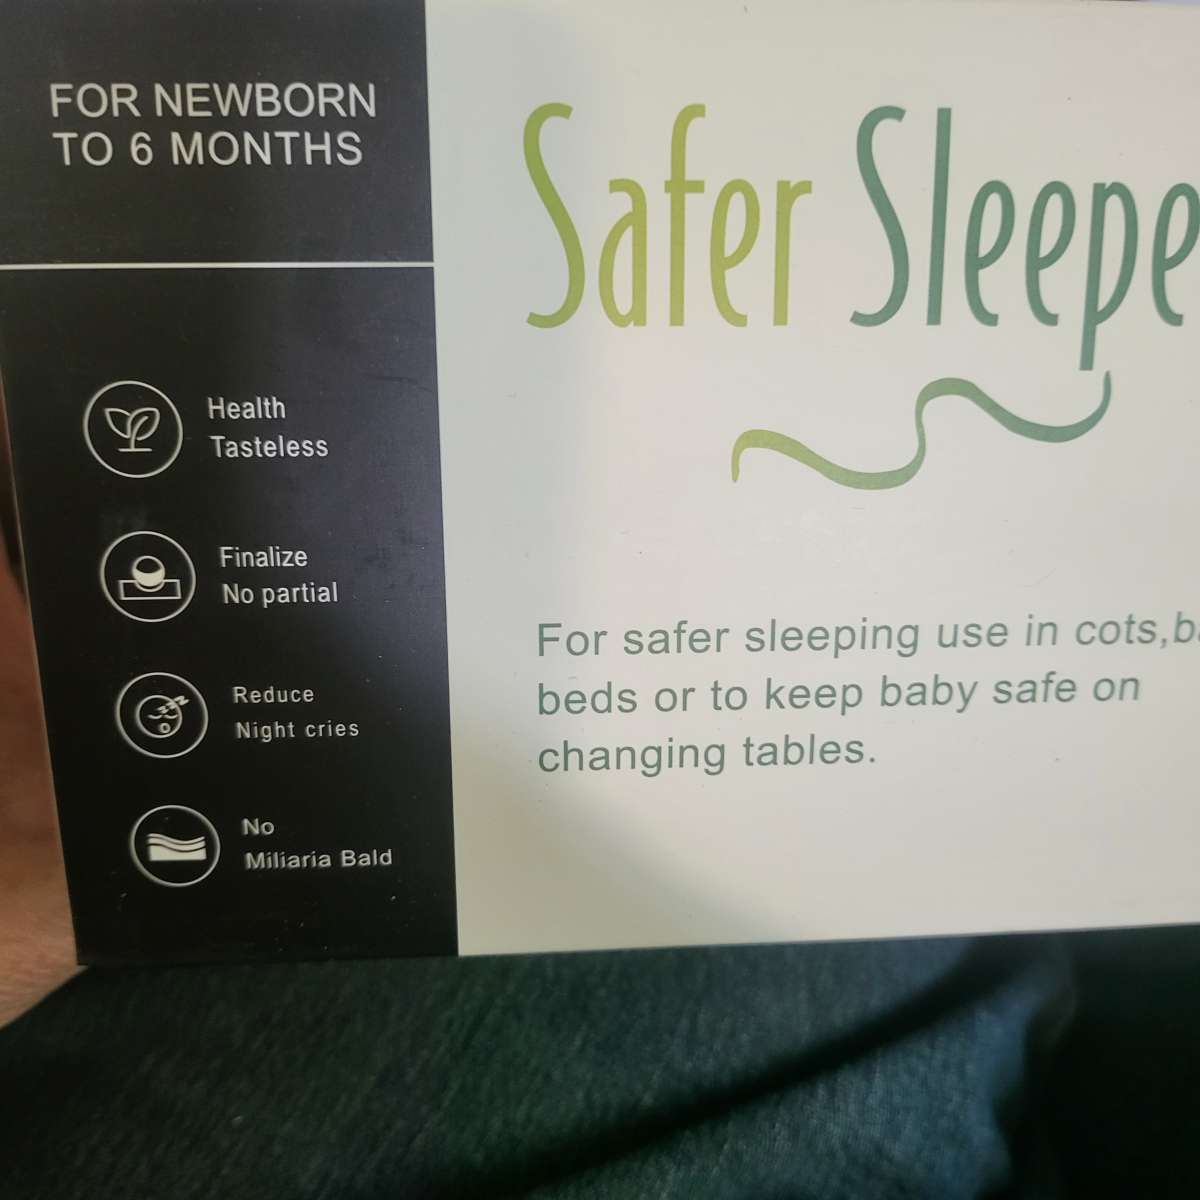 FOR NEWBORN
TO 6 MONTHS
Health
Tasteless
Finalize
No partial
Reduce
Night cries
No
Miliaria Bald
Safer Sleepe
For safer sleeping use in cots,
beds or to keep baby safe on
changing tables.